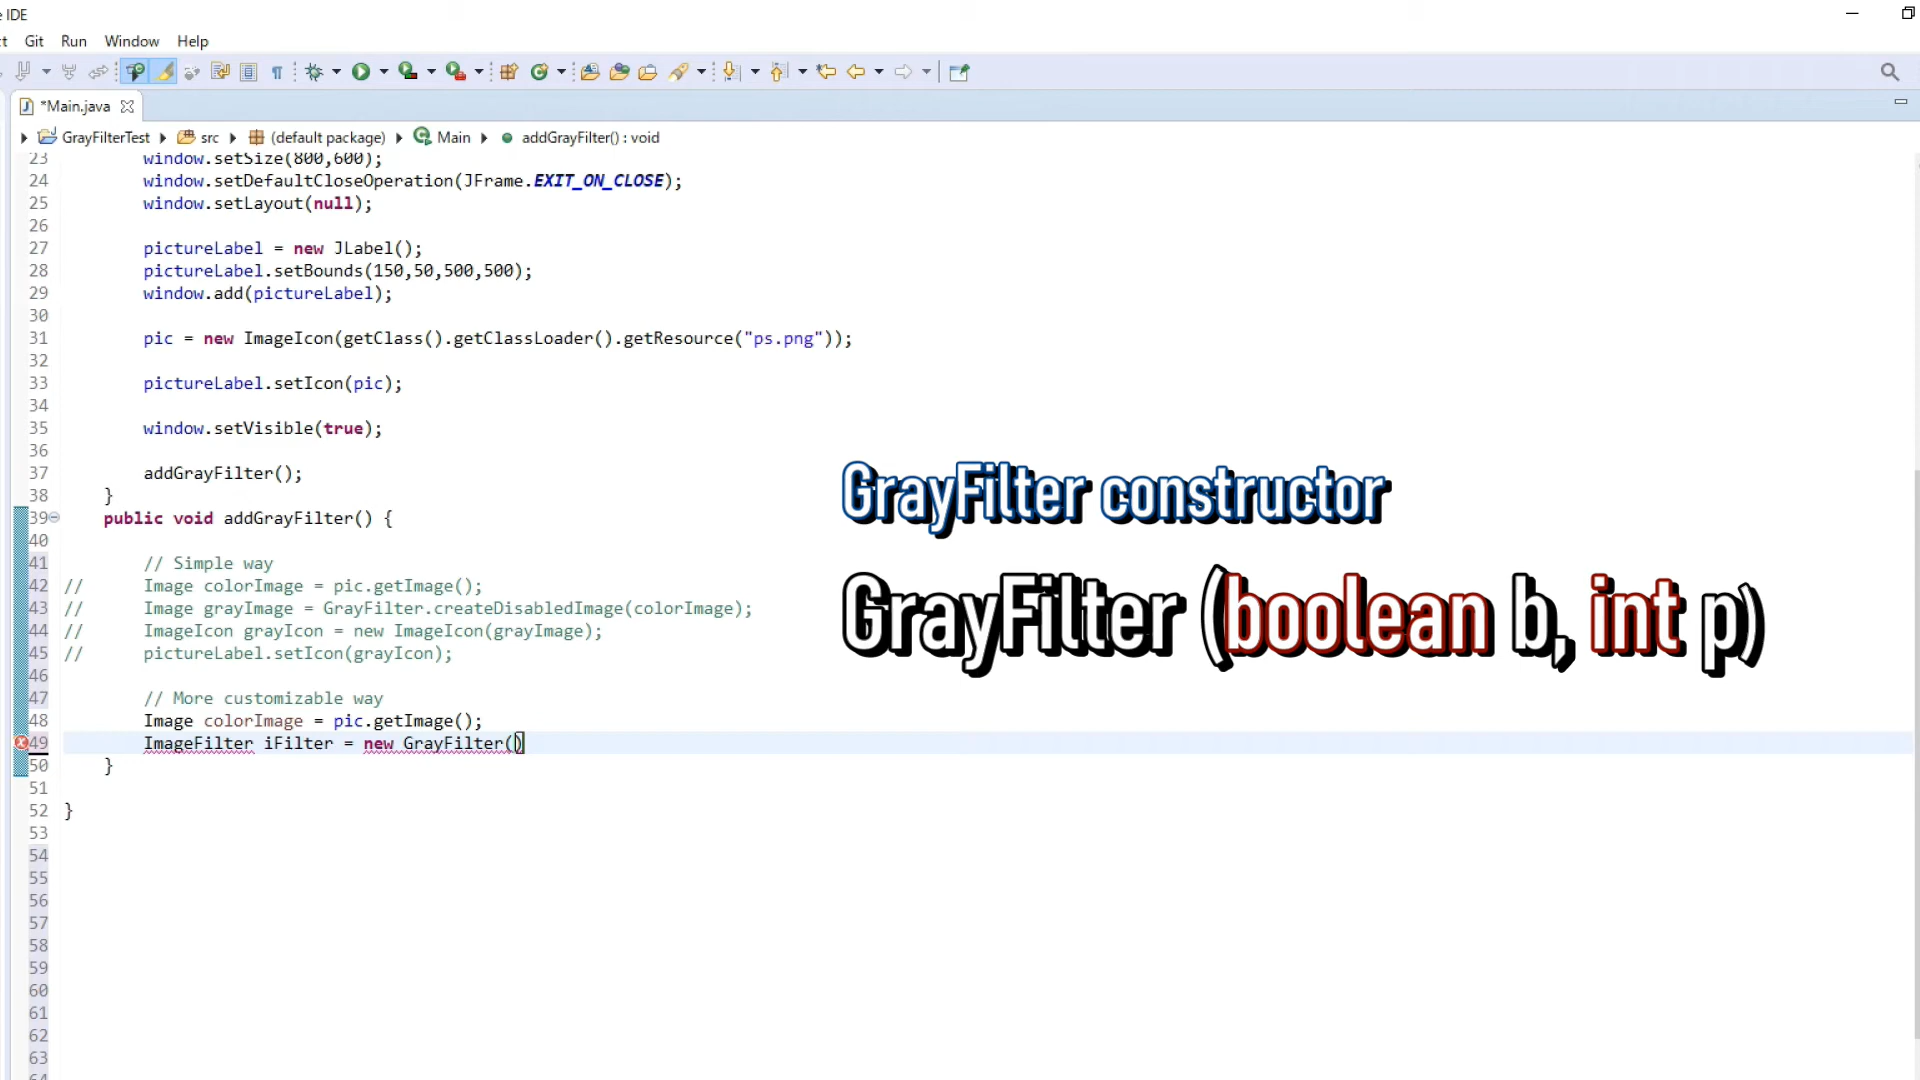 e IDE
ct Git Run Window Help
*Main.java
GrayFilterTest src (default package) Main addGrayFilter() : void
23 window.setSize(800,600);
24 window.setDefaultCloseOperation(JFrame.EXIT_ON_CLOSE);
25 window.setLayout(null);
26
27 pictureLabel = new JLabel();
28 pictureLabel.setBounds(150,50,500,500);
29 window.add(pictureLabel);
30
31 pic = new ImageIcon(getClass().getClassLoader().getResource("ps.png"));
32
33 pictureLabel.setIcon(pic);
34
35 window.setVisible(true);
36
37 addGrayFilter();
38 }
39 public void addGrayFilter() {
40
41 // Simple way
42 // Image colorImage = pic.getImage();
43 // Image grayImage = GrayFilter.createDisabledImage(colorImage);
44 // ImageIcon grayIcon = new ImageIcon(grayImage);
45 // pictureLabel.setIcon(grayIcon);
46
47 // More customizable way
48 Image colorImage = pic.getImage();
49 ImageFilter iFilter = new GrayFilter()
50 }
51
52 }
53
54
55
56
57
58
59
60
61
62
63
64
GrayFilter constructor
GrayFilter (boolean b, int p)